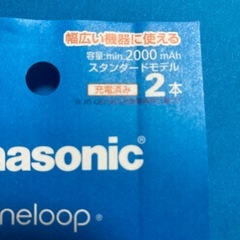 幅広い機器に使える
容量:min.2000 mAh
スタンダードモデル
充電済み 2本
nasonic®
neloop®